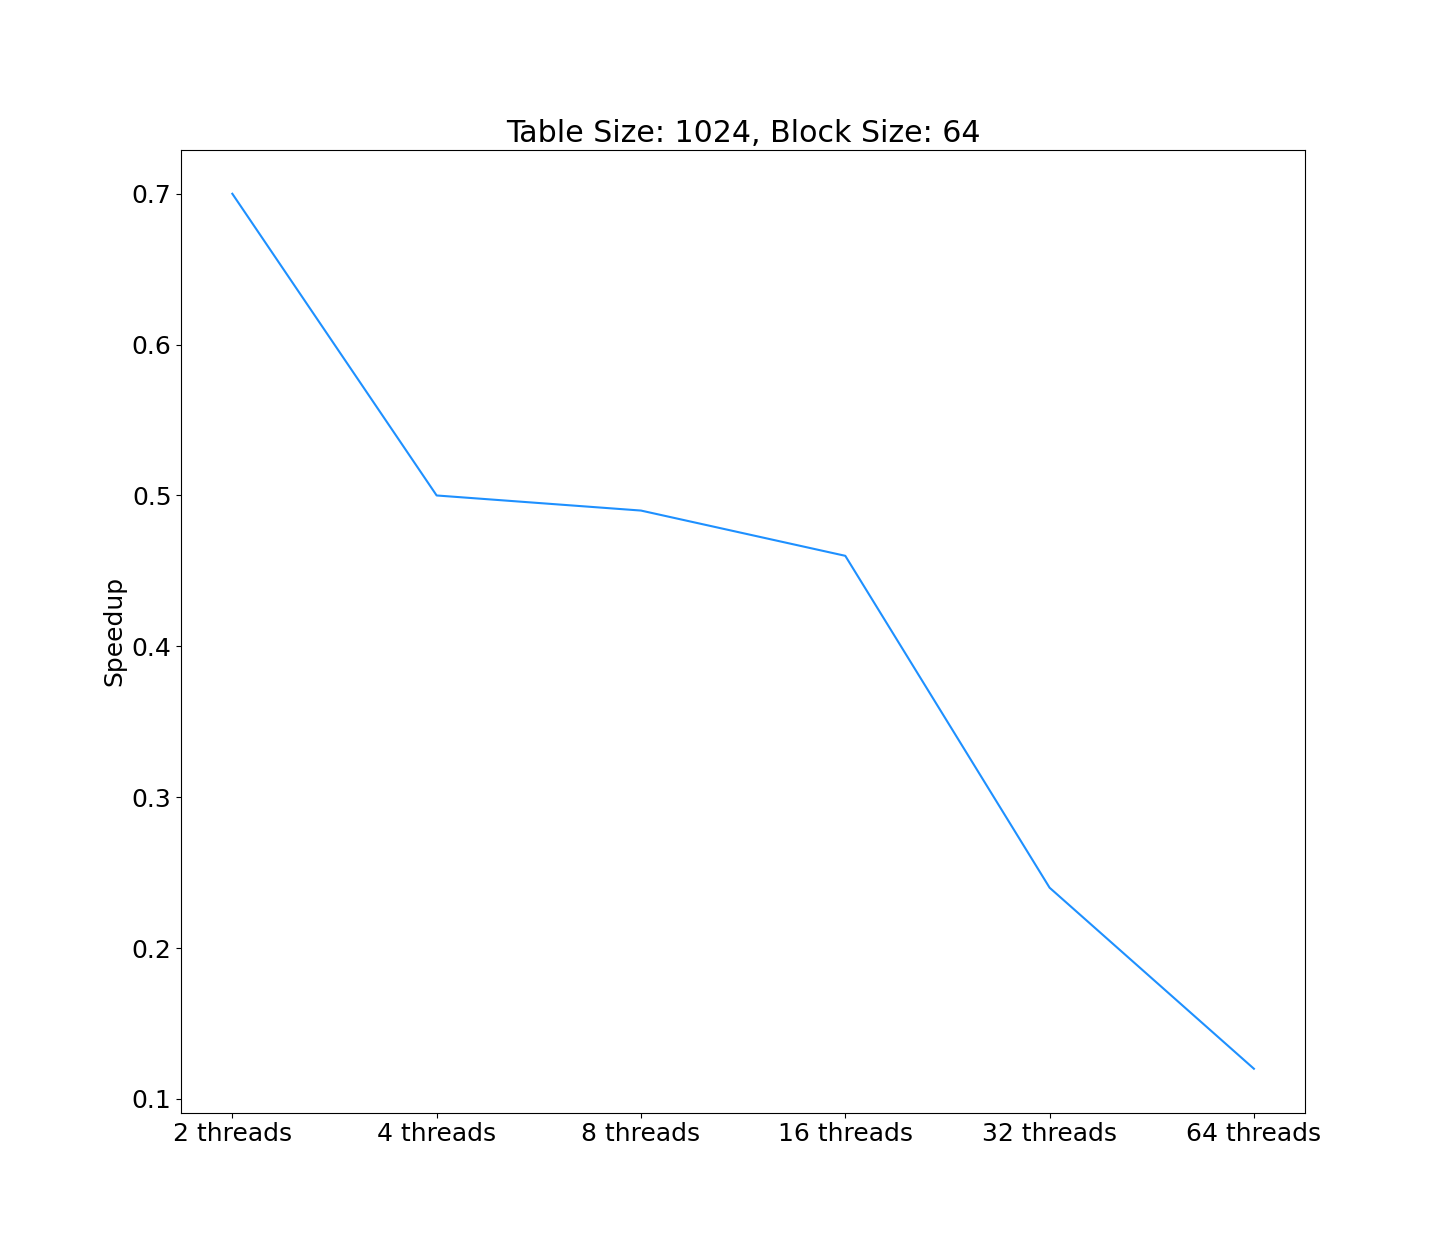 Table Size: 1024, Block Size: 64
0.7
0.6
0.5
0.4
0.3
0.2
0.1
Speedup
2 threads
4 threads
8 threads
16 threads
32 threads
64 threads